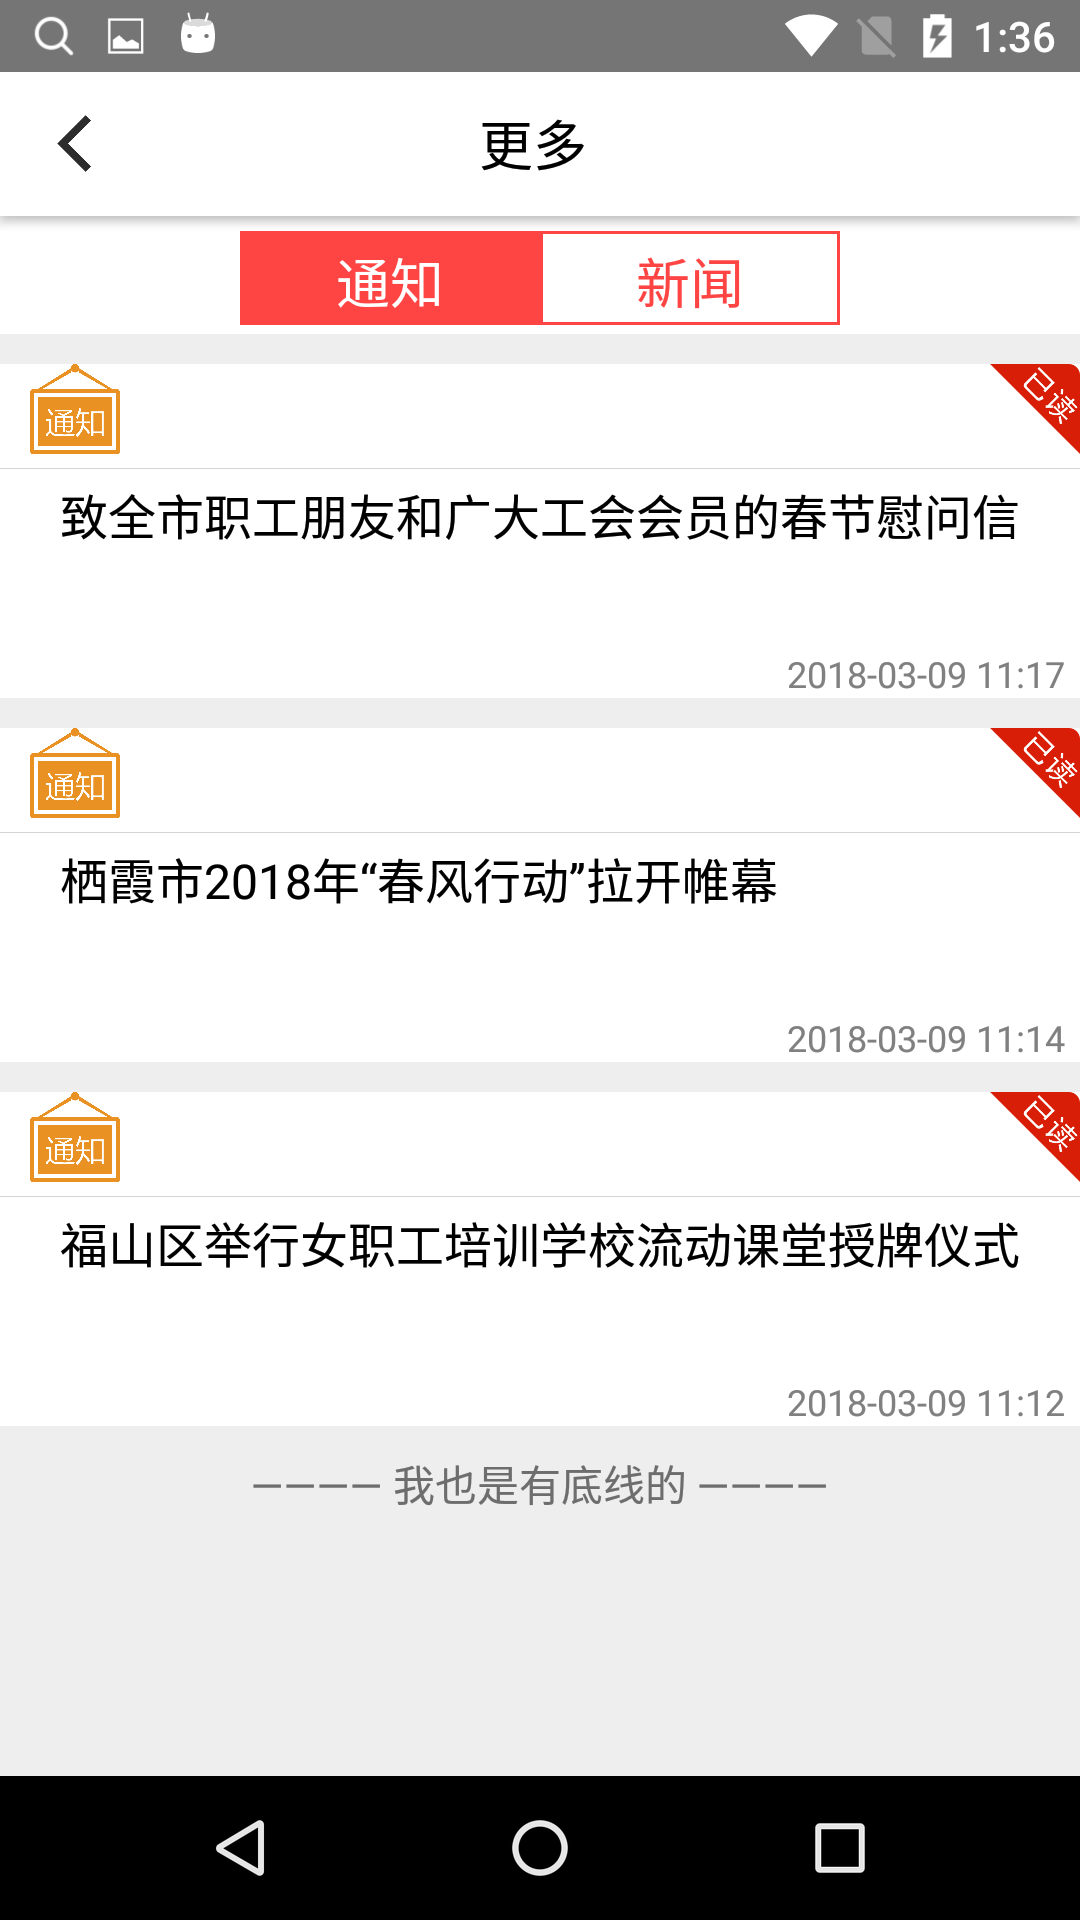 1:36
更多
通知 新闻
通知 已读
致全市职工朋友和广大工会会员的春节慰问信
2018-03-09 11:17
通知 已读
栖霞市2018年“春风行动”拉开帷幕
2018-03-09 11:14
通知 已读
福山区举行女职工培训学校流动课堂授牌仪式
2018-03-09 11:12
———— 我也是有底线的 ————